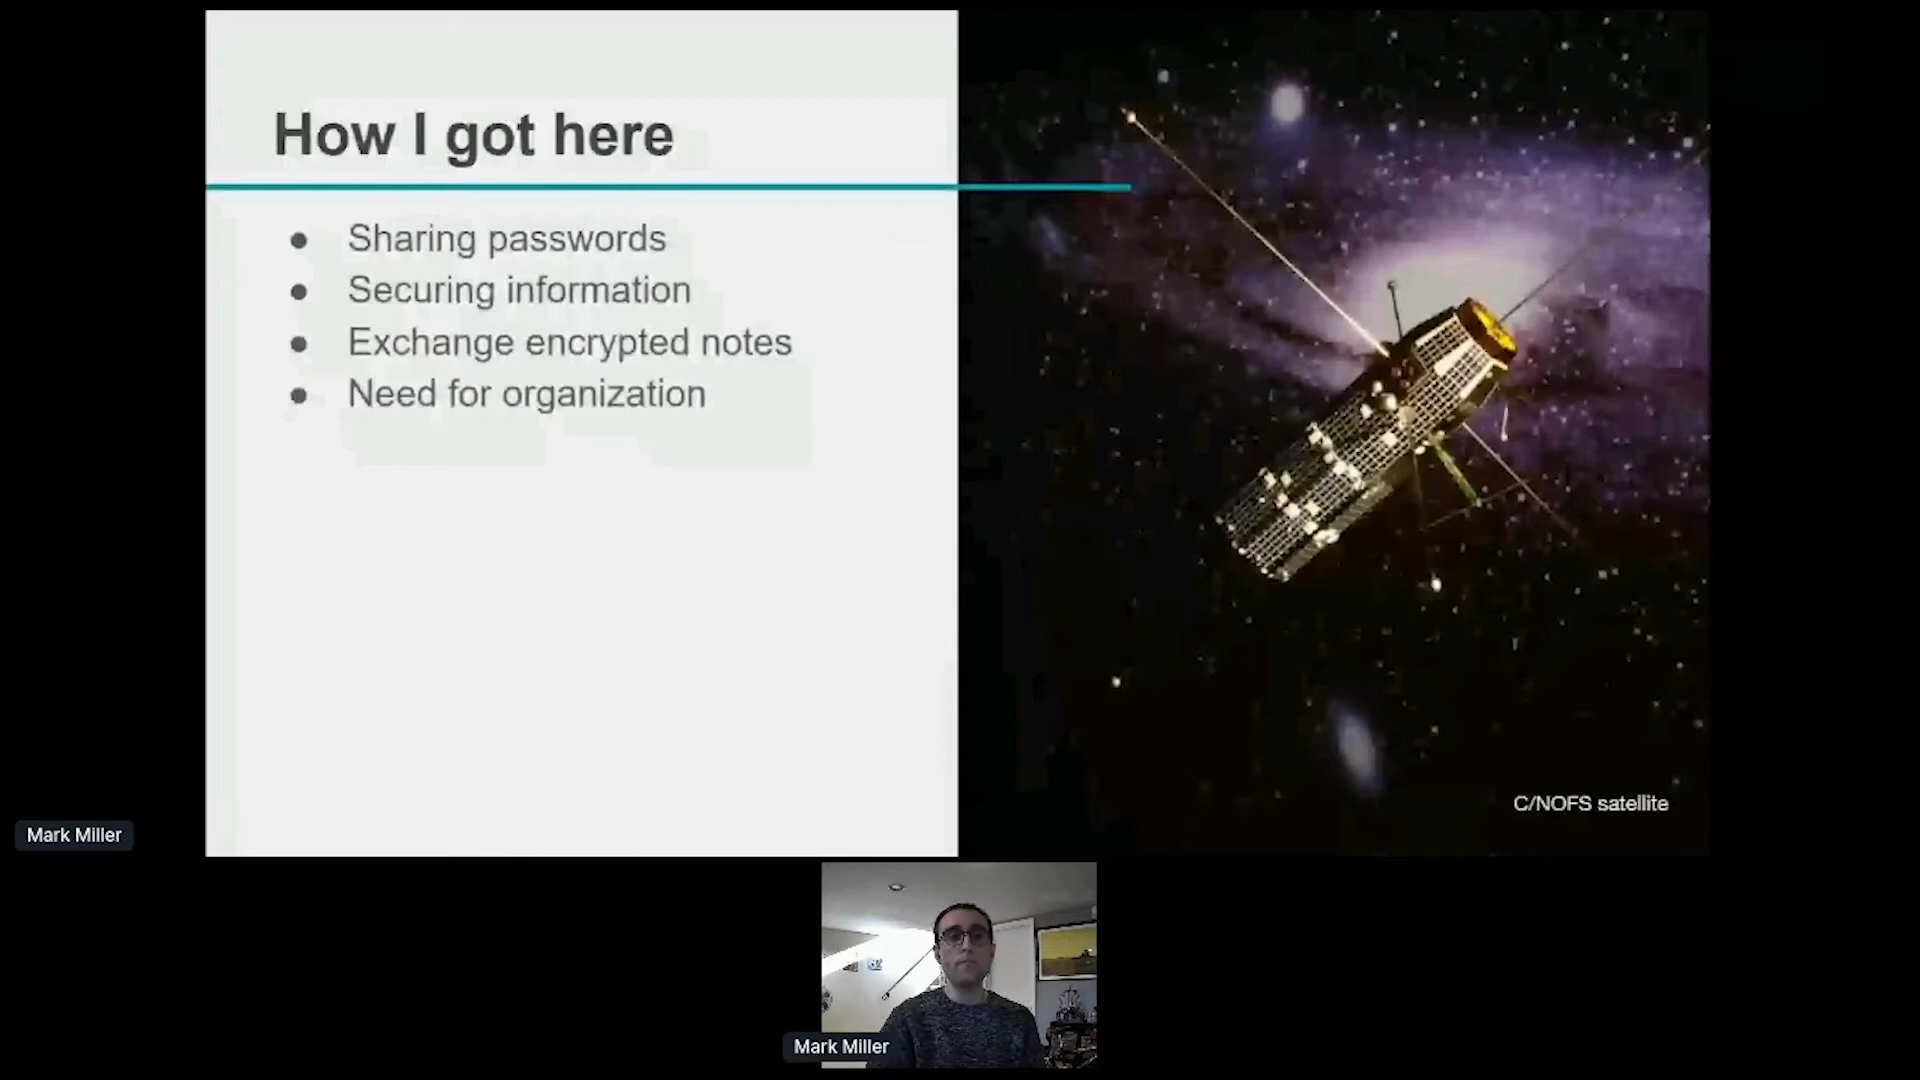 How I got here
Sharing passwords
Securing information
Exchange encrypted notes
Need for organization
C/NOFS satellite
Mark Miller
Mark Miller